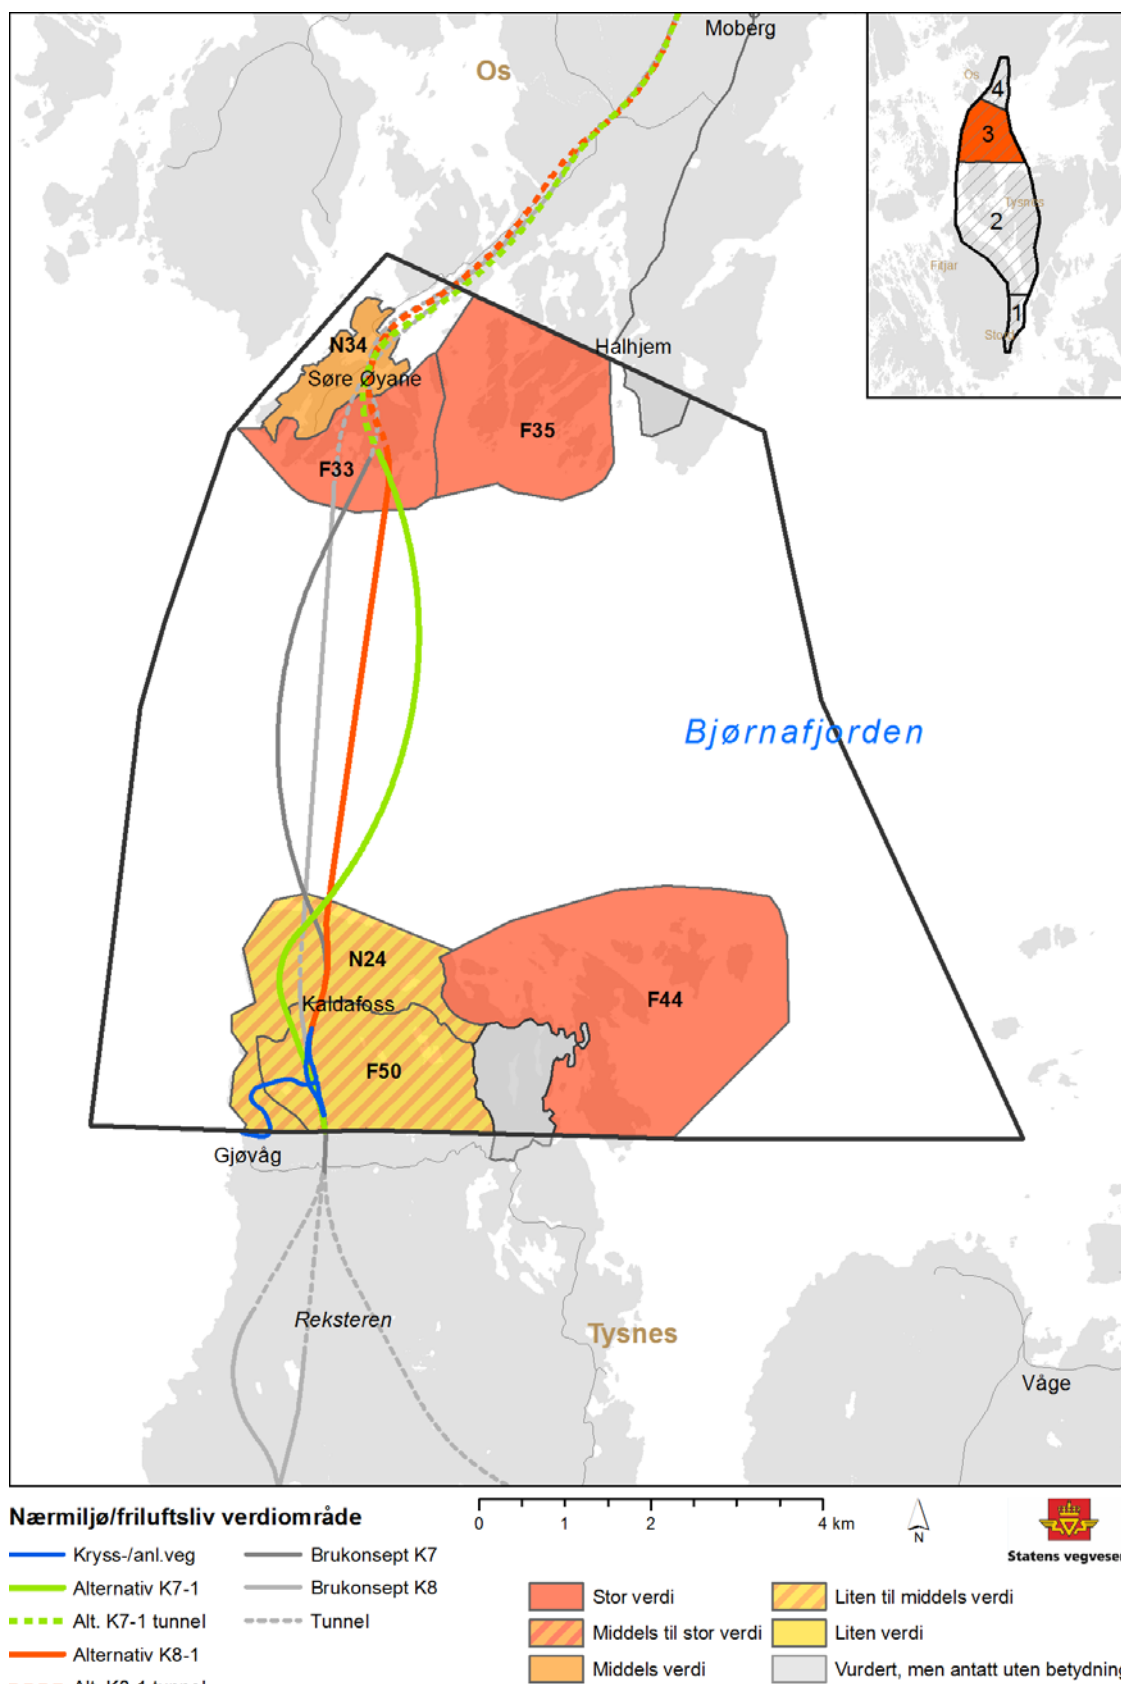 Moberg
Os
Os
4
3
2
Tysnes
Fitjar
1
N34
Halhjem
Søre Øyane
F35
F33
Bjørnafjorden
N24
F44
Kaldafoss
F50
Gjøvåg
Reksteren
Tysnes
Våge
Nærmiljø/friluftsliv verdiområde
0 1 2 4 km
N
Statens vegvesen
Kryss-/anl.veg
Brukonsept K7
Alternativ K7-1
Brukonsept K8
Stor verdi
Liten til middels verdi
Alt. K7-1 tunnel
Tunnel
Middels til stor verdi
Liten verdi
Alternativ K8-1
Middels verdi
Vurdert, men antatt uten betydning